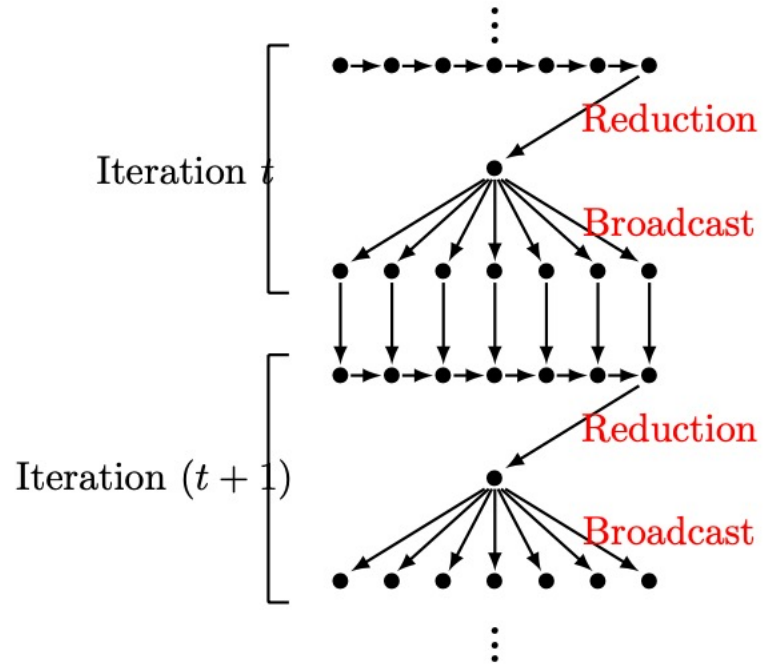 Reduction
Iteration t
Broadcast
Reduction
Iteration (t + 1)
Broadcast